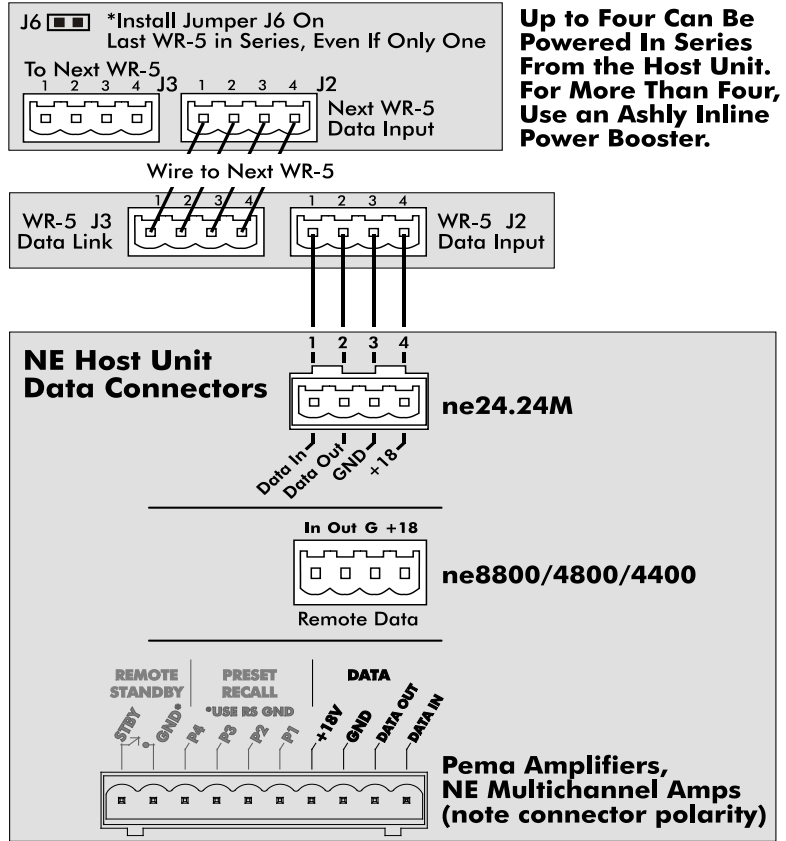 J6 *Install Jumper J6 On
Last WR-5 in Series, Even If Only One
To Next WR-5
1 2 3 4 J3
1 2 3 4 J2
Next WR-5
Data Input
Up to Four Can Be
Powered In Series
From the Host Unit.
For More Than Four,
Use an Ashly Inline
Power Booster.
Wire to Next WR-5
WR-5 J3
Data Link
1 2 3 4
1 2 3 4
WR-5 J2
Data Input
NE Host Unit
Data Connectors
1 2 3 4
ne24.24M
Data In
Data Out
GND
+18
In Out G +18
ne8800/4800/4400
Remote Data
REMOTE
STANDBY
PRESET
RECALL
*USE RS GND
DATA
STBY
GND*
P4
P3
P2
P1
+18V
GND
DATA OUT
DATA IN
Pema Amplifiers,
NE Multichannel Amps
(note connector polarity)